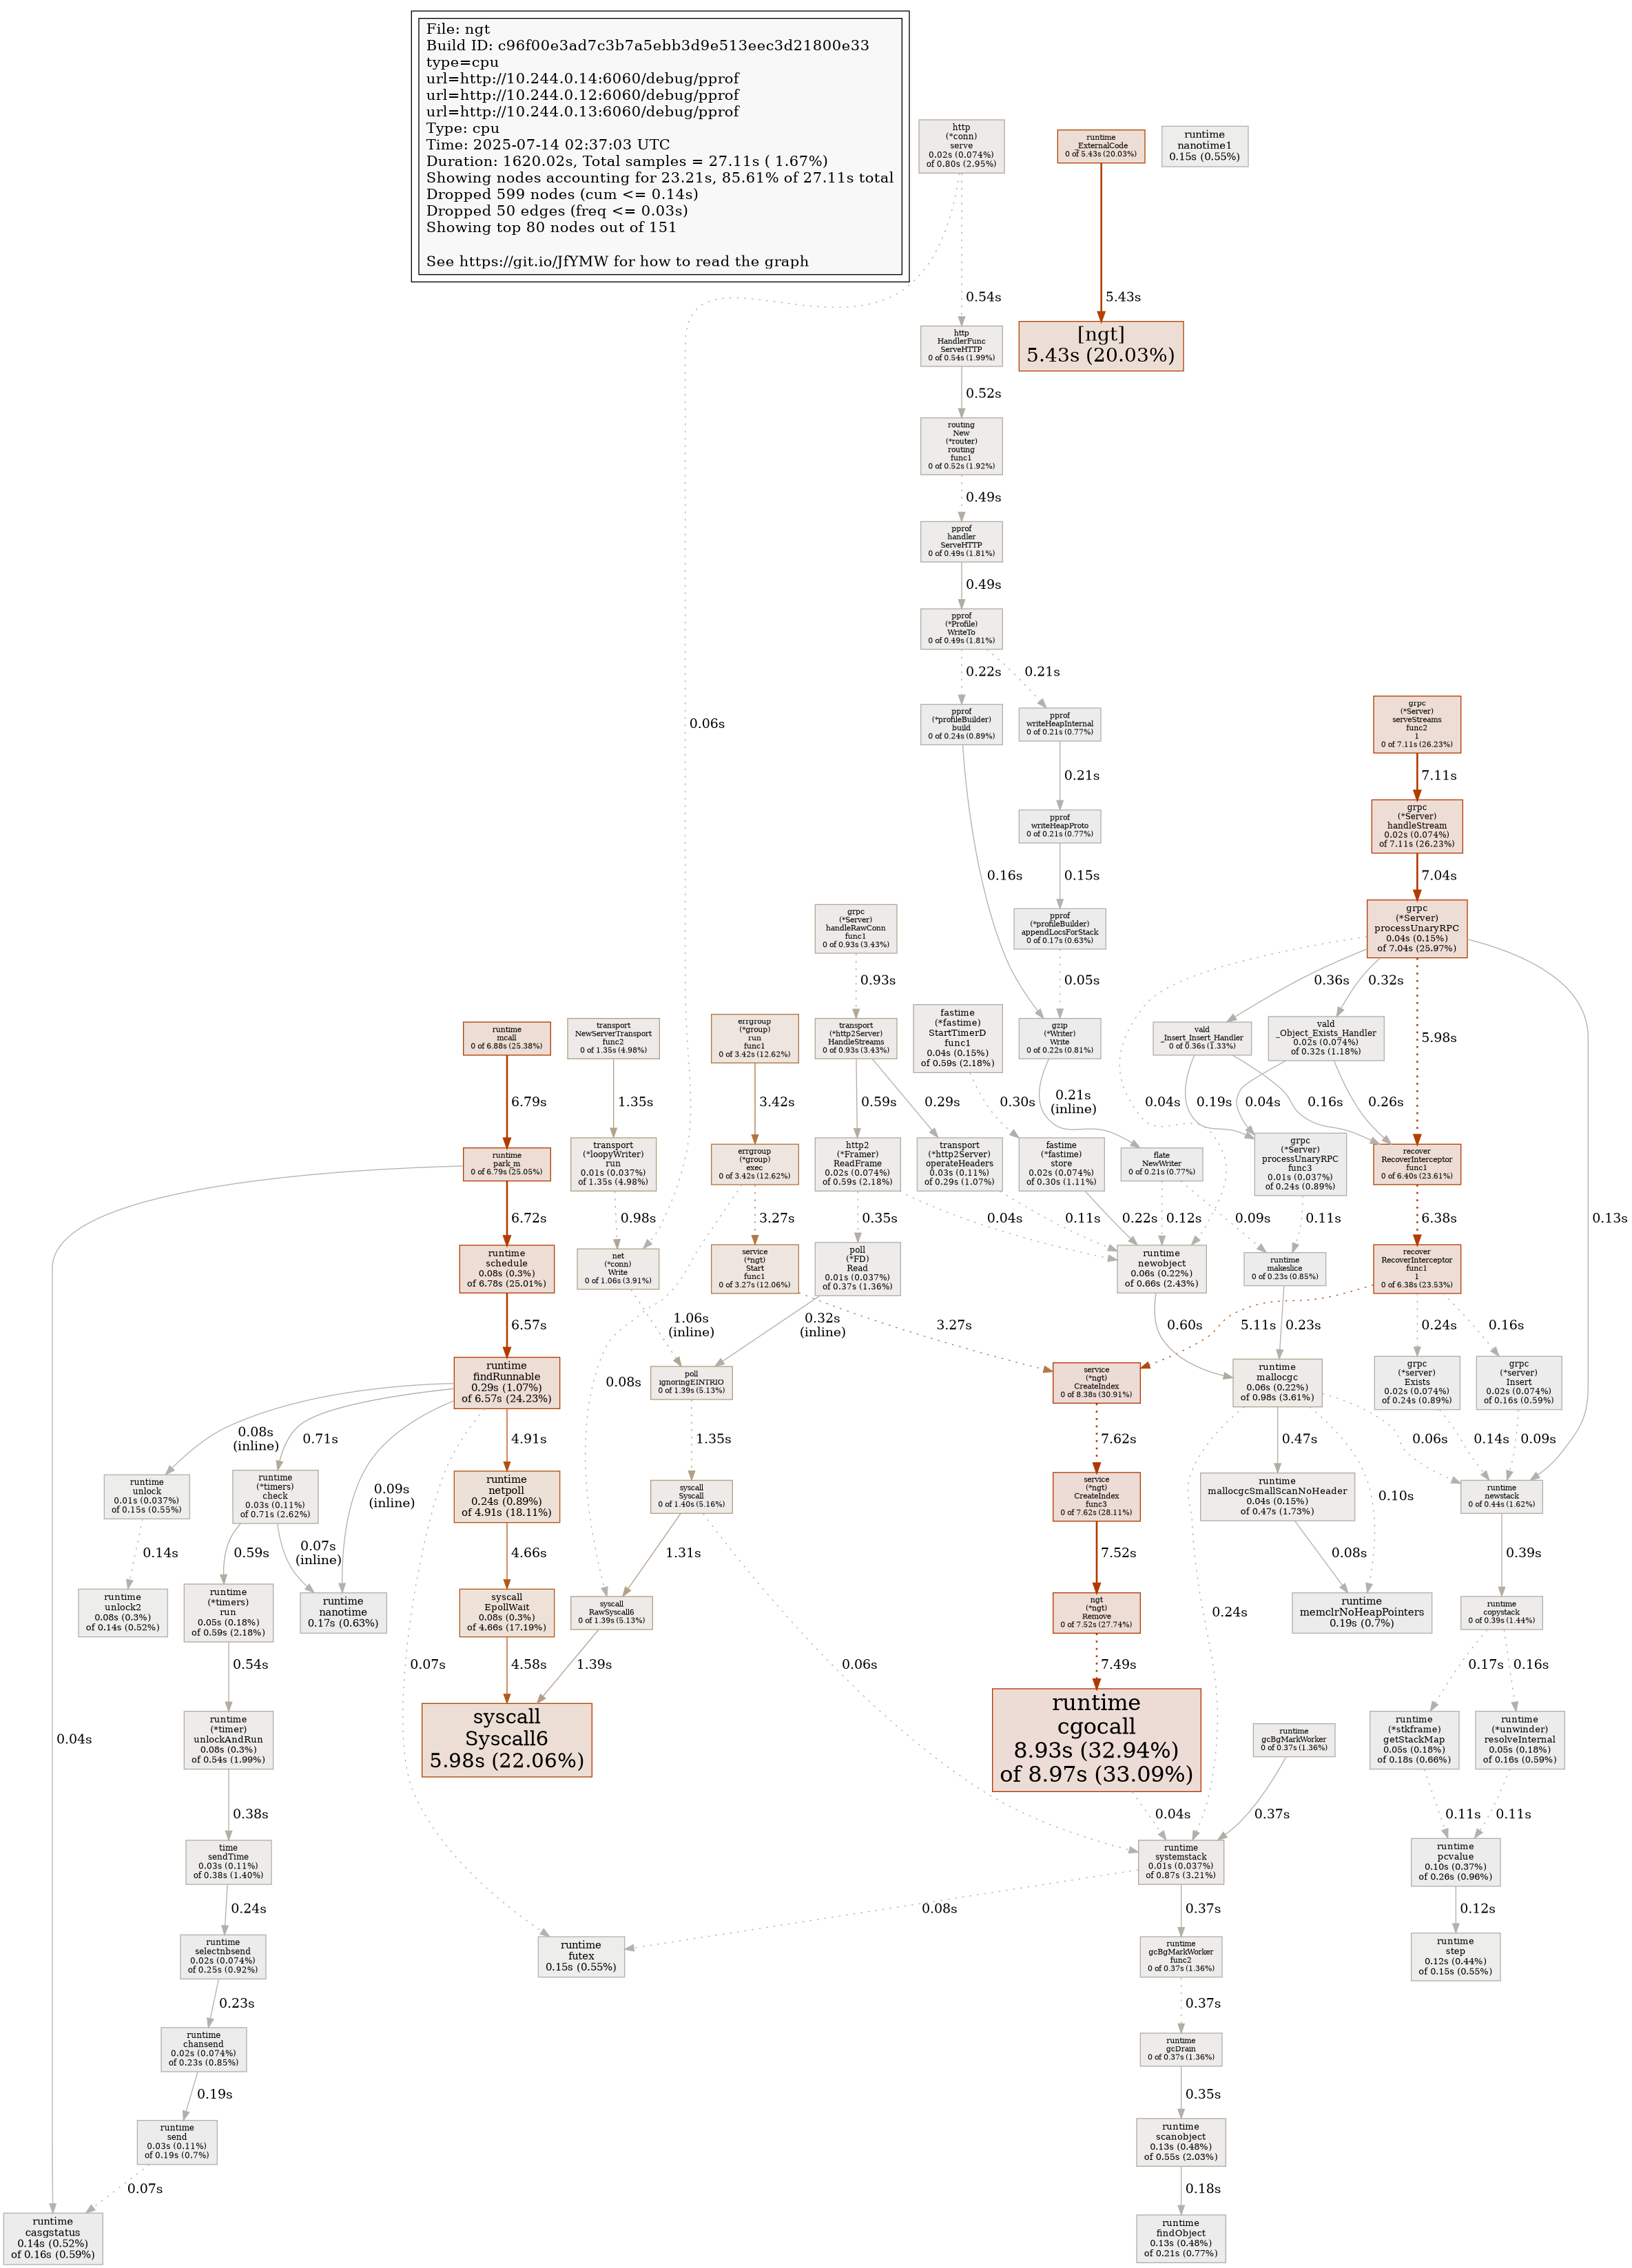 File: ngt
Build ID: c96f00e3ad7c3b7a5ebb3d9e513eec3d21800e33
type=cpu
url=http://10.244.0.14:6060/debug/pprof
url=http://10.244.0.12:6060/debug/pprof
url=http://10.244.0.13:6060/debug/pprof
Type: cpu
Time: 2025-07-14 02:37:03 UTC
Duration: 1620.02s, Total samples = 27.11s ( 1.67%)
Showing nodes accounting for 23.21s, 85.61% of 27.11s total
Dropped 599 nodes (cum <= 0.14s)
Dropped 50 edges (freq <= 0.03s)
Showing top 80 nodes out of 151
See https://git.io/JfYMW for how to read the graph
http
(*conn)
serve
0.02s (0.074%)
of 0.80s (2.95%)
runtime
ExternalCode
0 of 5.43s (20.03%)
runtime
nanotime1
0.15s (0.55%)
0.54s
5.43s
http
HandlerFunc
ServeHTTP
0 of 0.54s (1.99%)
[ngt]
5.43s (20.03%)
0.52s
routing
New
(*router)
routing
func1
0 of 0.52s (1.92%)
0.49s
pprof
handler
ServeHTTP
0 of 0.49s (1.81%)
0.49s
pprof
(*Profile)
WriteTo
0 of 0.49s (1.81%)
0.22s
0.21s
0.06s
pprof
(*profileBuilder)
build
0 of 0.24s (0.89%)
pprof
writeHeapInternal
0 of 0.21s (0.77%)
grpc
(*Server)
serveStreams
func2
1
0 of 7.11s (26.23%)
0.21s
7.11s
pprof
writeHeapProto
0 of 0.21s (0.77%)
grpc
(*Server)
handleStream
0.02s (0.074%)
of 7.11s (26.23%)
0.16s
0.15s
7.04s
grpc
(*Server)
handleRawConn
func1
0 of 0.93s (3.43%)
pprof
(*profileBuilder)
appendLocsForStack
0 of 0.17s (0.63%)
grpc
(*Server)
processUnaryRPC
0.04s (0.15%)
of 7.04s (25.97%)
0.93s
0.05s
0.36s
0.32s
5.98s
runtime
mcall
0 of 6.88s (25.38%)
transport
NewServerTransport
func2
0 of 1.35s (4.98%)
errgroup
(*group)
run
func1
0 of 3.42s (12.62%)
transport
(*http2Server)
HandleStreams
0 of 0.93s (3.43%)
fastime
(*fastime)
StartTimerD
func1
0.04s (0.15%)
of 0.59s (2.18%)
gzip
(*Writer)
Write
0 of 0.22s (0.81%)
vald
_Insert_Insert_Handler
0 of 0.36s (1.33%)
vald
_Object_Exists_Handler
0.02s (0.074%)
of 0.32s (1.18%)
6.79s
1.35s
3.42s
0.59s
0.29s
0.30s
0.21s
(inline)
0.04s
0.19s
0.04s
0.16s
0.26s
runtime
park_m
0 of 6.79s (25.05%)
transport
(*loopyWriter)
run
0.01s (0.037%)
of 1.35s (4.98%)
errgroup
(*group)
exec
0 of 3.42s (12.62%)
http2
(*Framer)
ReadFrame
0.02s (0.074%)
of 0.59s (2.18%)
transport
(*http2Server)
operateHeaders
0.03s (0.11%)
of 0.29s (1.07%)
fastime
(*fastime)
store
0.02s (0.074%)
of 0.30s (1.11%)
flate
NewWriter
0 of 0.21s (0.77%)
grpc
(*Server)
processUnaryRPC
func3
0.01s (0.037%)
of 0.24s (0.89%)
recover
RecoverInterceptor
func1
0 of 6.40s (23.61%)
6.72s
0.98s
3.27s
0.35s
0.04s
0.11s
0.22s
0.12s
0.09s
0.11s
6.38s
0.13s
runtime
schedule
0.08s (0.3%)
of 6.78s (25.01%)
net
(*conn)
Write
0 of 1.06s (3.91%)
service
(*ngt)
Start
func1
0 of 3.27s (12.06%)
poll
(*FD)
Read
0.01s (0.037%)
of 0.37s (1.36%)
runtime
newobject
0.06s (0.22%)
of 0.66s (2.43%)
runtime
makeslice
0 of 0.23s (0.85%)
recover
RecoverInterceptor
func1
1
0 of 6.38s (23.53%)
6.57s
1.06s
(inline)
0.32s
(inline)
3.27s
0.60s
5.11s
0.23s
0.24s
0.16s
runtime
findRunnable
0.29s (1.07%)
of 6.57s (24.23%)
0.08s
poll
ignoringEINTRIO
0 of 1.39s (5.13%)
service
(*ngt)
CreateIndex
0 of 8.38s (30.91%)
runtime
mallocgc
0.06s (0.22%)
of 0.98s (3.61%)
grpc
(*server)
Exists
0.02s (0.074%)
of 0.24s (0.89%)
grpc
(*server)
Insert
0.02s (0.074%)
of 0.16s (0.59%)
0.08s
(inline)
0.71s
4.91s
1.35s
7.62s
0.47s
0.06s
0.14s
0.09s
runtime
unlock
0.01s (0.037%)
of 0.15s (0.55%)
runtime
(*timers)
check
0.03s (0.11%)
of 0.71s (2.62%)
0.09s
(inline)
runtime
netpoll
0.24s (0.89%)
of 4.91s (18.11%)
syscall
Syscall
0 of 1.40s (5.16%)
service
(*ngt)
CreateIndex
func3
0 of 7.62s (28.11%)
runtime
mallocgcSmallScanNoHeader
0.04s (0.15%)
of 0.47s (1.73%)
0.10s
runtime
newstack
0 of 0.44s (1.62%)
0.14s
0.59s
0.07s
(inline)
4.66s
1.31s
7.52s
0.08s
0.39s
runtime
unlock2
0.08s (0.3%)
of 0.14s (0.52%)
runtime
(*timers)
run
0.05s (0.18%)
of 0.59s (2.18%)
runtime
nanotime
0.17s (0.63%)
syscall
EpollWait
0.08s (0.3%)
of 4.66s (17.19%)
syscall
RawSyscall6
0 of 1.39s (5.13%)
ngt
(*ngt)
Remove
0 of 7.52s (27.74%)
0.24s
runtime
memclrNoHeapPointers
0.19s (0.7%)
runtime
copystack
0 of 0.39s (1.44%)
0.54s
0.07s
4.58s
1.39s
0.06s
7.49s
0.17s
0.16s
0.04s
runtime
(*timer)
unlockAndRun
0.08s (0.3%)
of 0.54s (1.99%)
syscall
Syscall6
5.98s (22.06%)
runtime
cgocall
8.93s (32.94%)
of 8.97s (33.09%)
runtime
gcBgMarkWorker
0 of 0.37s (1.36%)
runtime
(*stkframe)
getStackMap
0.05s (0.18%)
of 0.18s (0.66%)
runtime
(*unwinder)
resolveInternal
0.05s (0.18%)
of 0.16s (0.59%)
0.38s
0.04s
0.37s
0.11s
0.11s
time
sendTime
0.03s (0.11%)
of 0.38s (1.40%)
runtime
systemstack
0.01s (0.037%)
of 0.87s (3.21%)
runtime
pcvalue
0.10s (0.37%)
of 0.26s (0.96%)
0.24s
0.08s
0.37s
0.12s
runtime
selectnbsend
0.02s (0.074%)
of 0.25s (0.92%)
runtime
futex
0.15s (0.55%)
runtime
gcBgMarkWorker
func2
0 of 0.37s (1.36%)
runtime
step
0.12s (0.44%)
of 0.15s (0.55%)
0.23s
0.37s
runtime
chansend
0.02s (0.074%)
of 0.23s (0.85%)
runtime
gcDrain
0 of 0.37s (1.36%)
0.19s
0.35s
runtime
send
0.03s (0.11%)
of 0.19s (0.7%)
runtime
scanobject
0.13s (0.48%)
of 0.55s (2.03%)
0.07s
0.18s
runtime
casgstatus
0.14s (0.52%)
of 0.16s (0.59%)
runtime
findObject
0.13s (0.48%)
of 0.21s (0.77%)